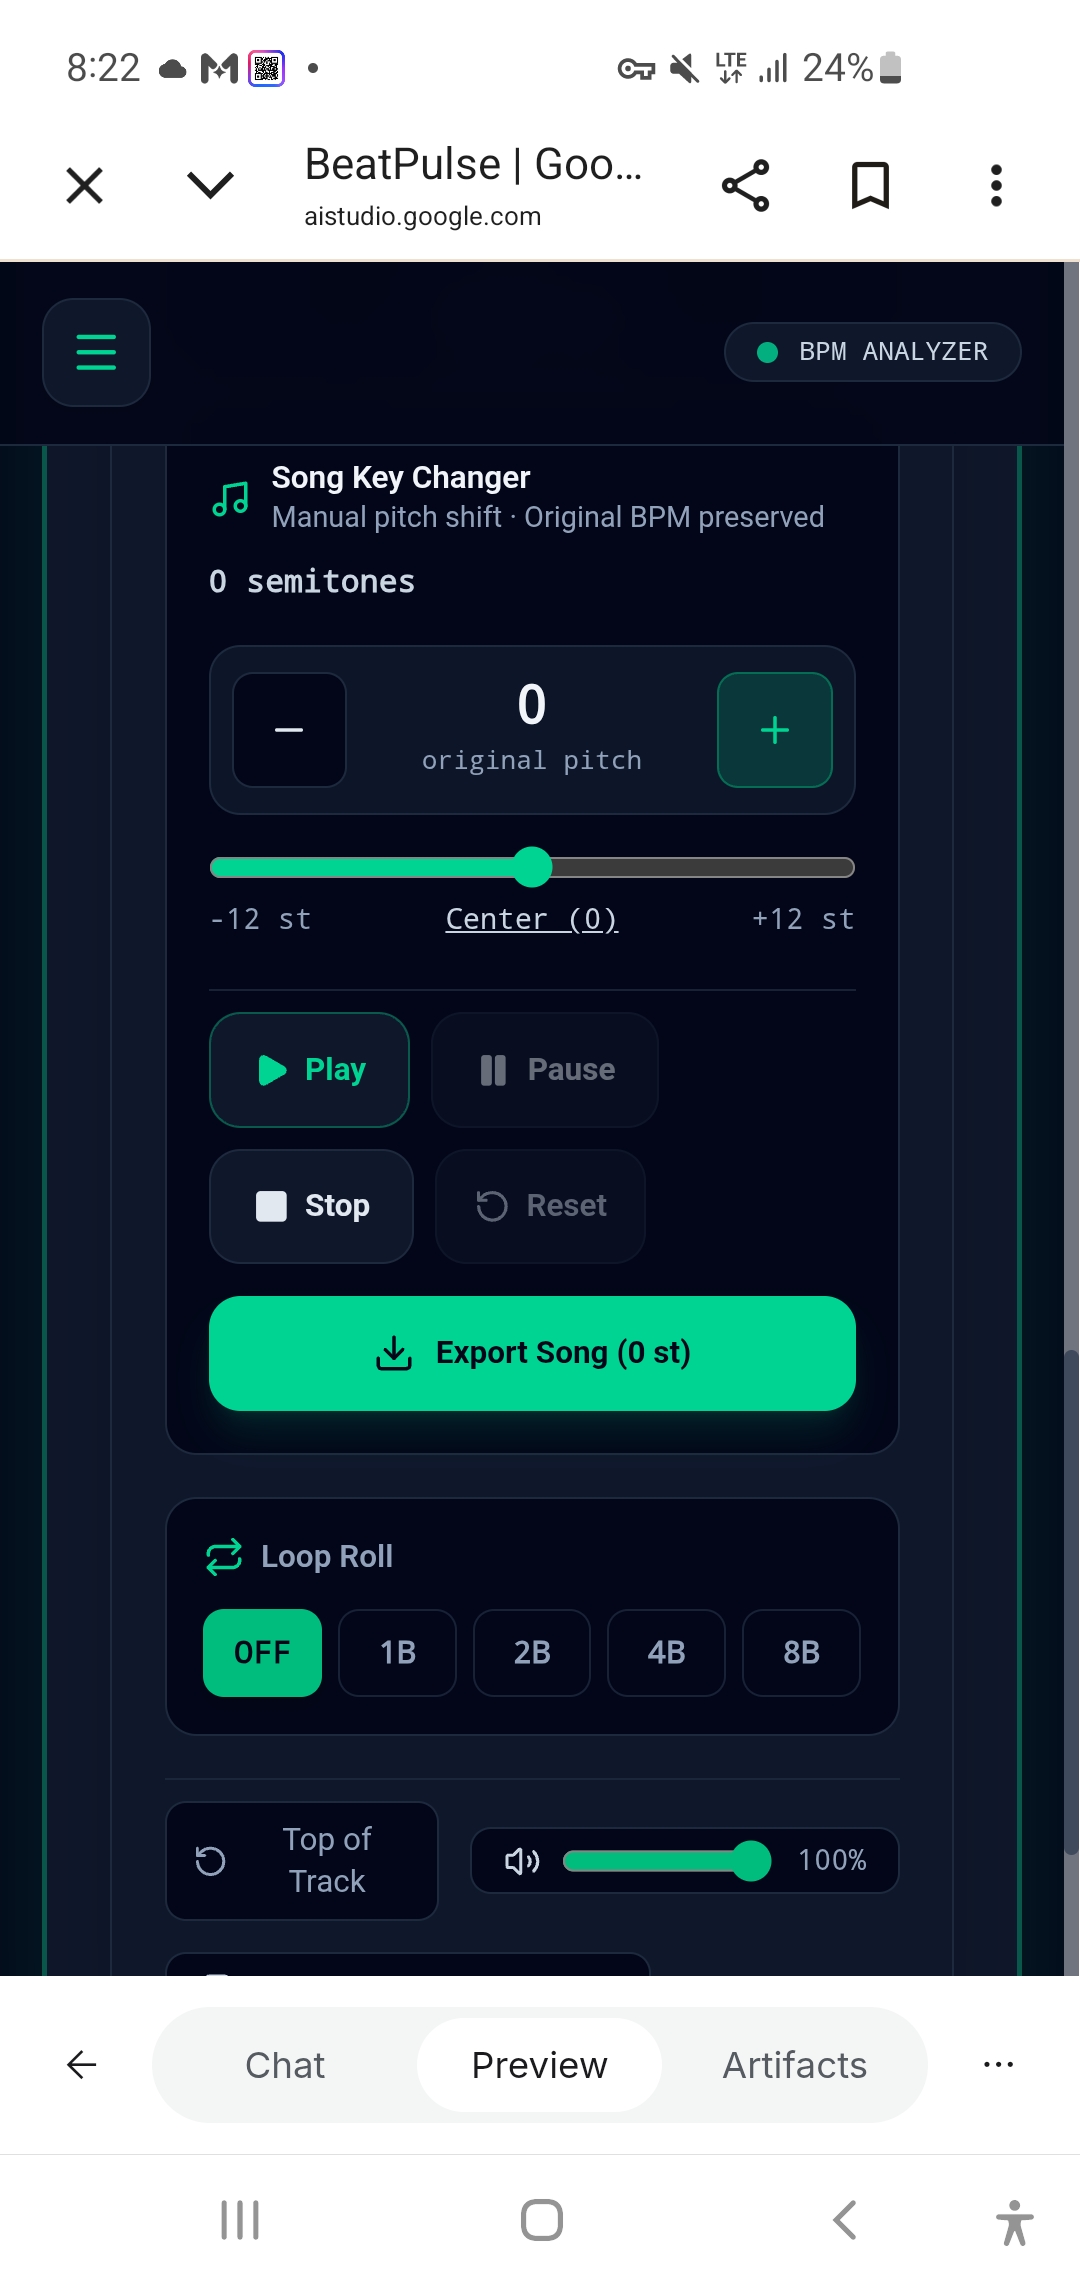 8:22
LTE
24%
BeatPulse | Goo...
aistudio.google.com
BPM ANALYZER
Song Key Changer
Manual pitch shift · Original BPM preserved
0 semitones
0
original pitch
-12 st
Center (0)
+12 st
Play
Pause
Stop
Reset
Export Song (0 st)
Loop Roll
OFF
1B
2B
4B
8B
Top of
Track
100%
Chat
Preview
Artifacts